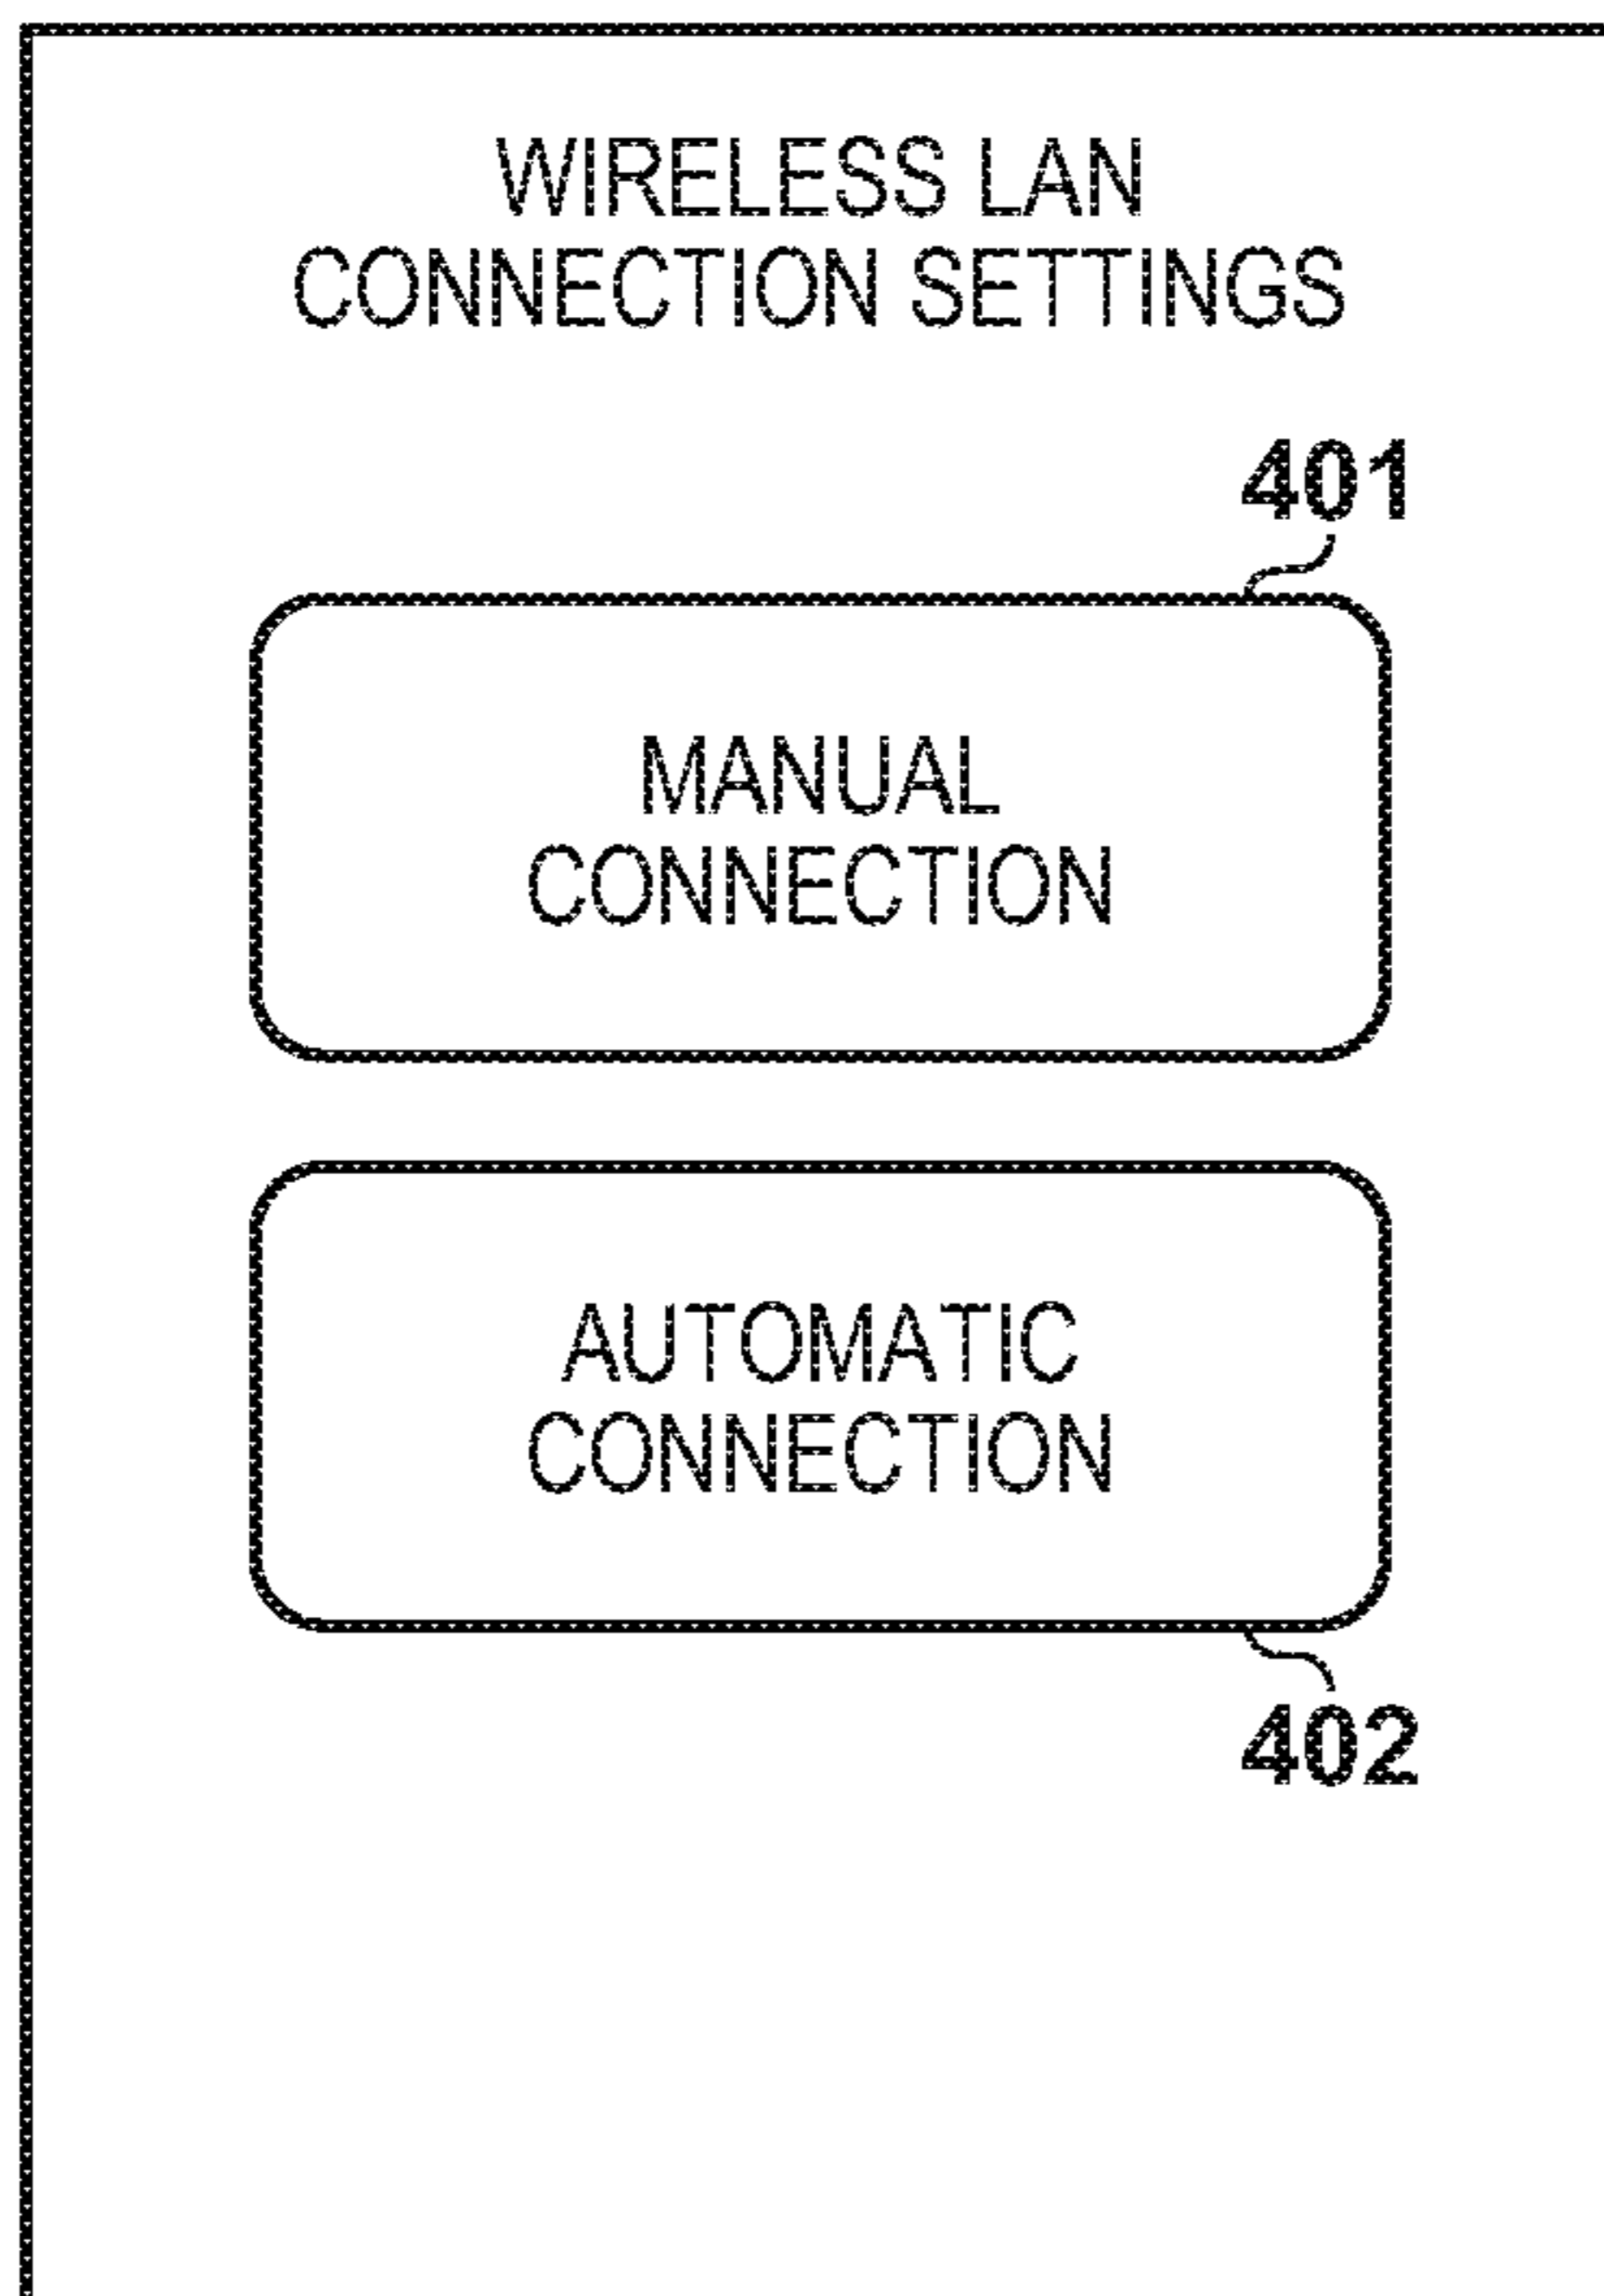 WIRELESS LAN
CONNECTION SETTINGS
401
MANUAL
CONNECTION
AUTOMATIC
CONNECTION
402